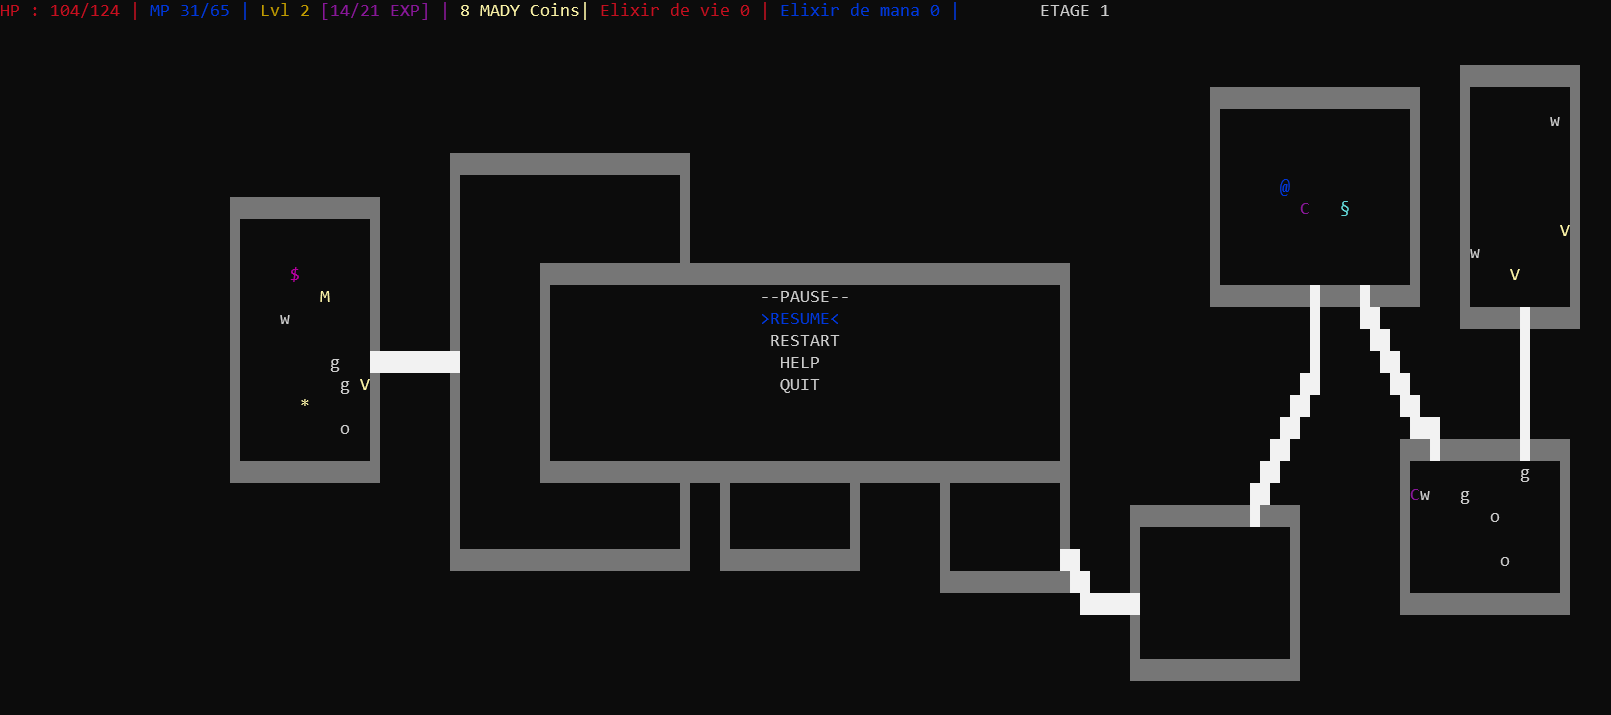 HP : 104/124 | MP 31/65 | Lvl 2 [14/21 EXP] | 8 MADY Coins| Elixir de vie 0 | Elixir de mana 0 | ETAGE 1
w
@
C §
V
w
$ V
M --PAUSE--
w >RESUME<
RESTART
g HELP
g V QUIT
*
o
g
C w g
o
o